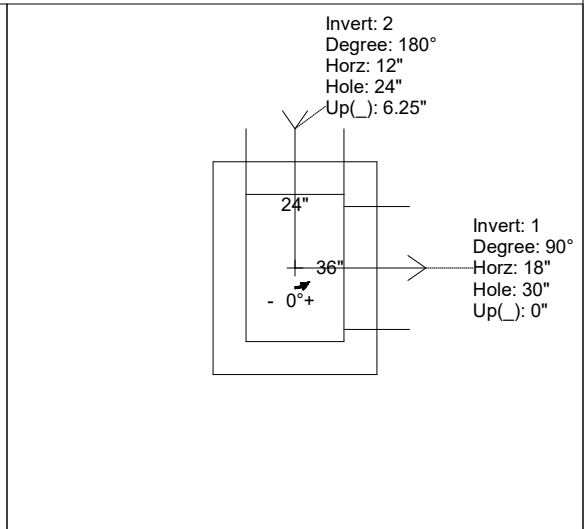 Invert: 2
Degree: 180°
Horz: 12"
Hole: 24"
Up(_): 6.25"
24"
36"
- 0°+
Invert: 1
Degree: 90°
Horz: 18"
Hole: 30"
Up(_): 0"